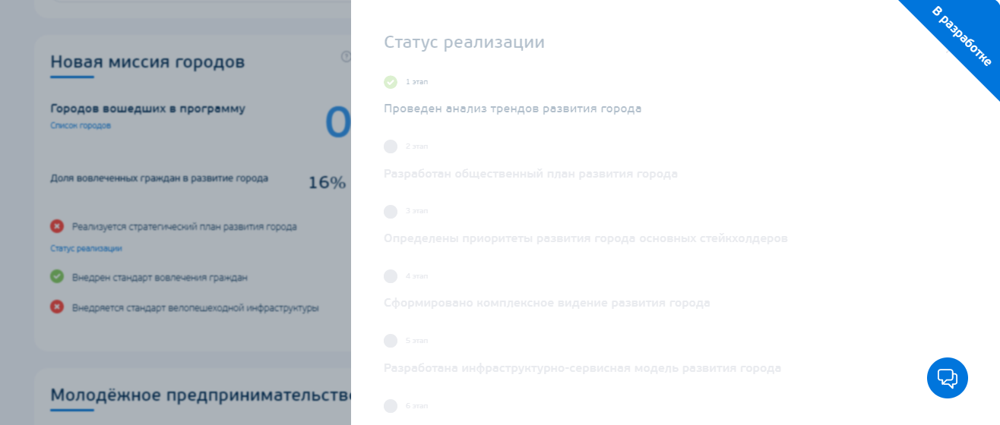 Новая миссия городов
Городов вошедших в программу
Список городов
0
Доля вовлеченных граждан в развитие города
16%
Реализуется стратегический план развития города
Статус реализации
Внедрен стандарт вовлечения граждан
Внедряется стандарт велопешеходной инфраструктуры
Молодёжное предпринимательство
Статус реализации
1 этап
Проведен анализ трендов развития города
2 этап
Разработан общественный план развития города
3 этап
Определены приоритеты развития города основных стейкхолдеров
4 этап
Сформировано комплексное видение развития города
5 этап
Разработана инфраструктурно-сервисная модель развития города
6 этап
В разработке